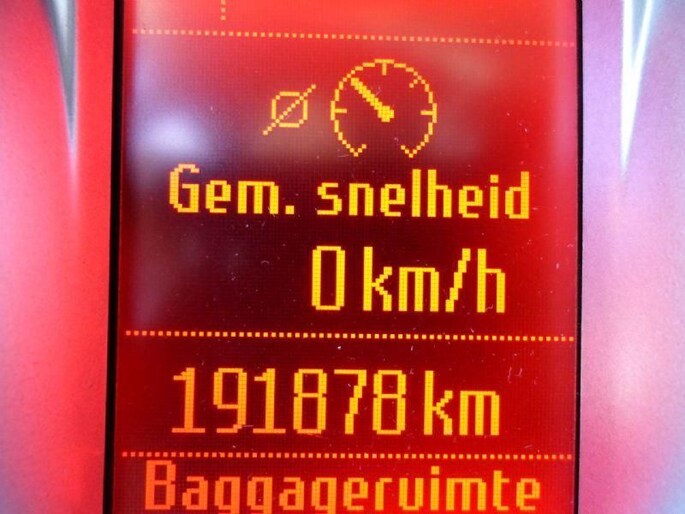 Ø
Gem. snelheid
0 km/h
191878 km
Baggageruimte